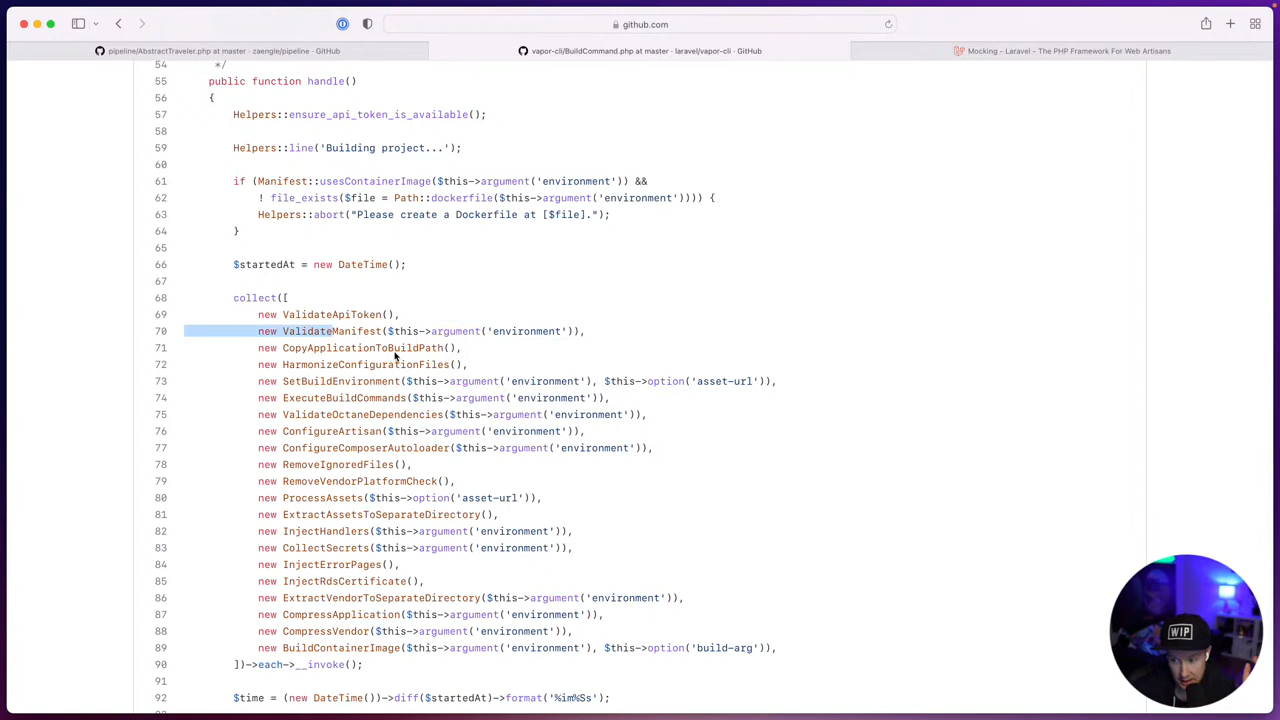 github.com
pipeline/AbstractTraveler.php at master · zaengle/pipeline · GitHub
vapor-cli/BuildCommand.php at master · laravel/vapor-cli · GitHub
Mocking - Laravel - The PHP Framework For Web Artisans
54 */
55 public function handle()
56 {
57 Helpers::ensure_api_token_is_available();
58
59 Helpers::line('Building project...');
60
61 if (Manifest::usesContainerImage($this->argument('environment')) &&
62 ! file_exists($file = Path::dockerfile($this->argument('environment')))) {
63 Helpers::abort("Please create a Dockerfile at [$file].");
64 }
65
66 $startedAt = new DateTime();
67
68 collect([
69 new ValidateApiToken(),
70 new ValidateManifest($this->argument('environment')),
71 new CopyApplicationToBuildPath(),
72 new HarmonizeConfigurationFiles(),
73 new SetBuildEnvironment($this->argument('environment'), $this->option('asset-url')),
74 new ExecuteBuildCommands($this->argument('environment')),
75 new ValidateOctaneDependencies($this->argument('environment')),
76 new ConfigureArtisan($this->argument('environment')),
77 new ConfigureComposerAutoloader($this->argument('environment')),
78 new RemoveIgnoredFiles(),
79 new RemoveVendorPlatformCheck(),
80 new ProcessAssets($this->option('asset-url')),
81 new ExtractAssetsToSeparateDirectory(),
82 new InjectHandlers($this->argument('environment')),
83 new CollectSecrets($this->argument('environment')),
84 new InjectErrorPages(),
85 new InjectRdsCertificate(),
86 new ExtractVendorToSeparateDirectory($this->argument('environment')),
87 new CompressApplication($this->argument('environment')),
88 new CompressVendor($this->argument('environment')),
89 new BuildContainerImage($this->argument('environment'), $this->option('build-arg')),
90 ])->each->__invoke();
91
92 $time = (new DateTime())->diff($startedAt)->format('%im%Ss');
WIP